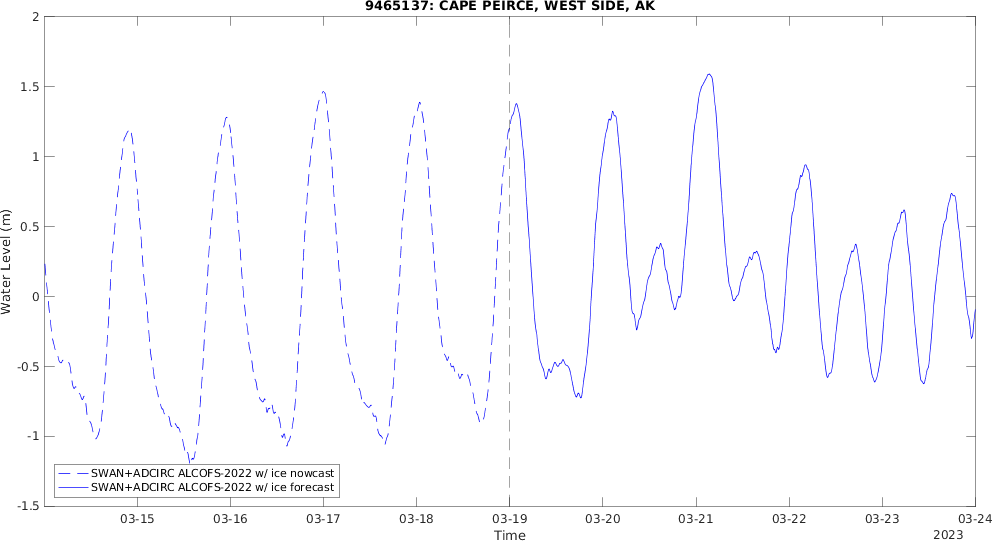 9465137: CAPE PEIRCE, WEST SIDE, AK
2
1.5
1
0.5
0
-0.5
-1
-1.5
Water Level (m)
SWAN+ADCIRC ALCOFS-2022 w/ ice nowcast
SWAN+ADCIRC ALCOFS-2022 w/ ice forecast
03-15 03-16 03-17 03-18 03-19 03-20 03-21 03-22 03-23 03-24
Time
2023